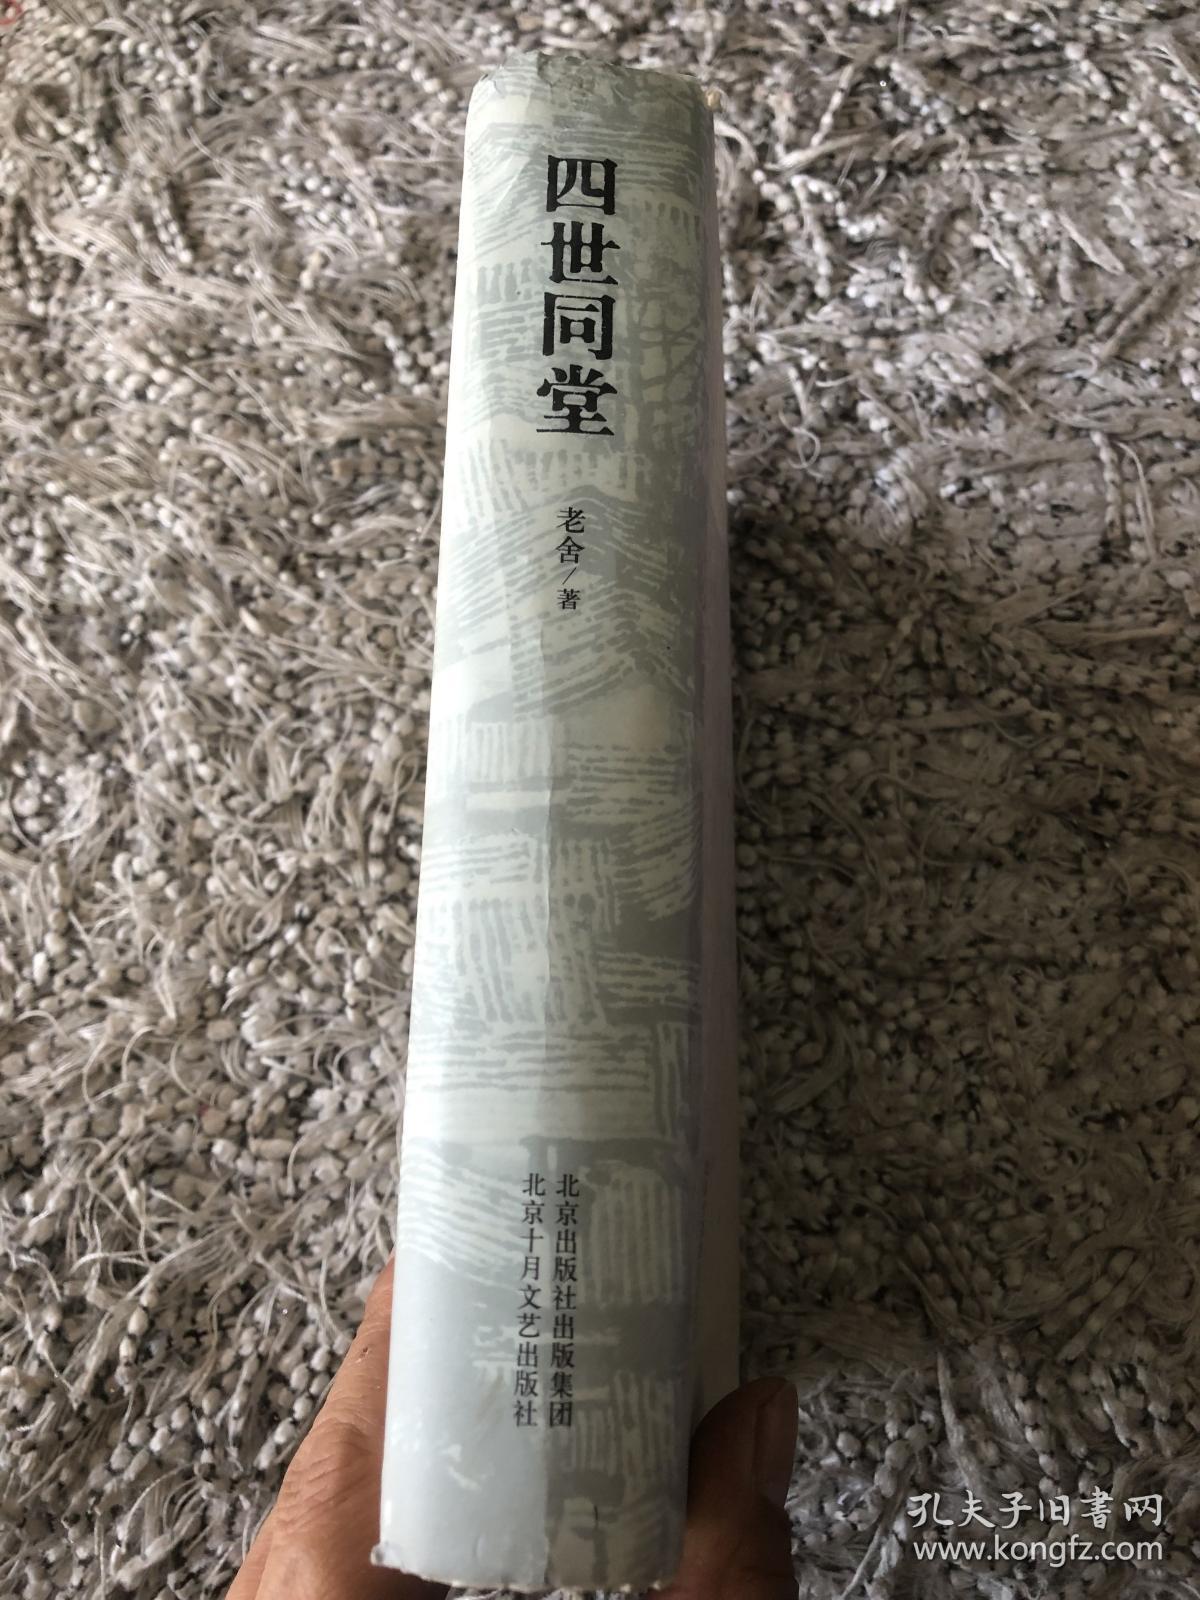 四世同堂
老舍/著
北京出版社出版集团
北京十月文艺出版社
孔夫子旧书网
www.kongfz.com